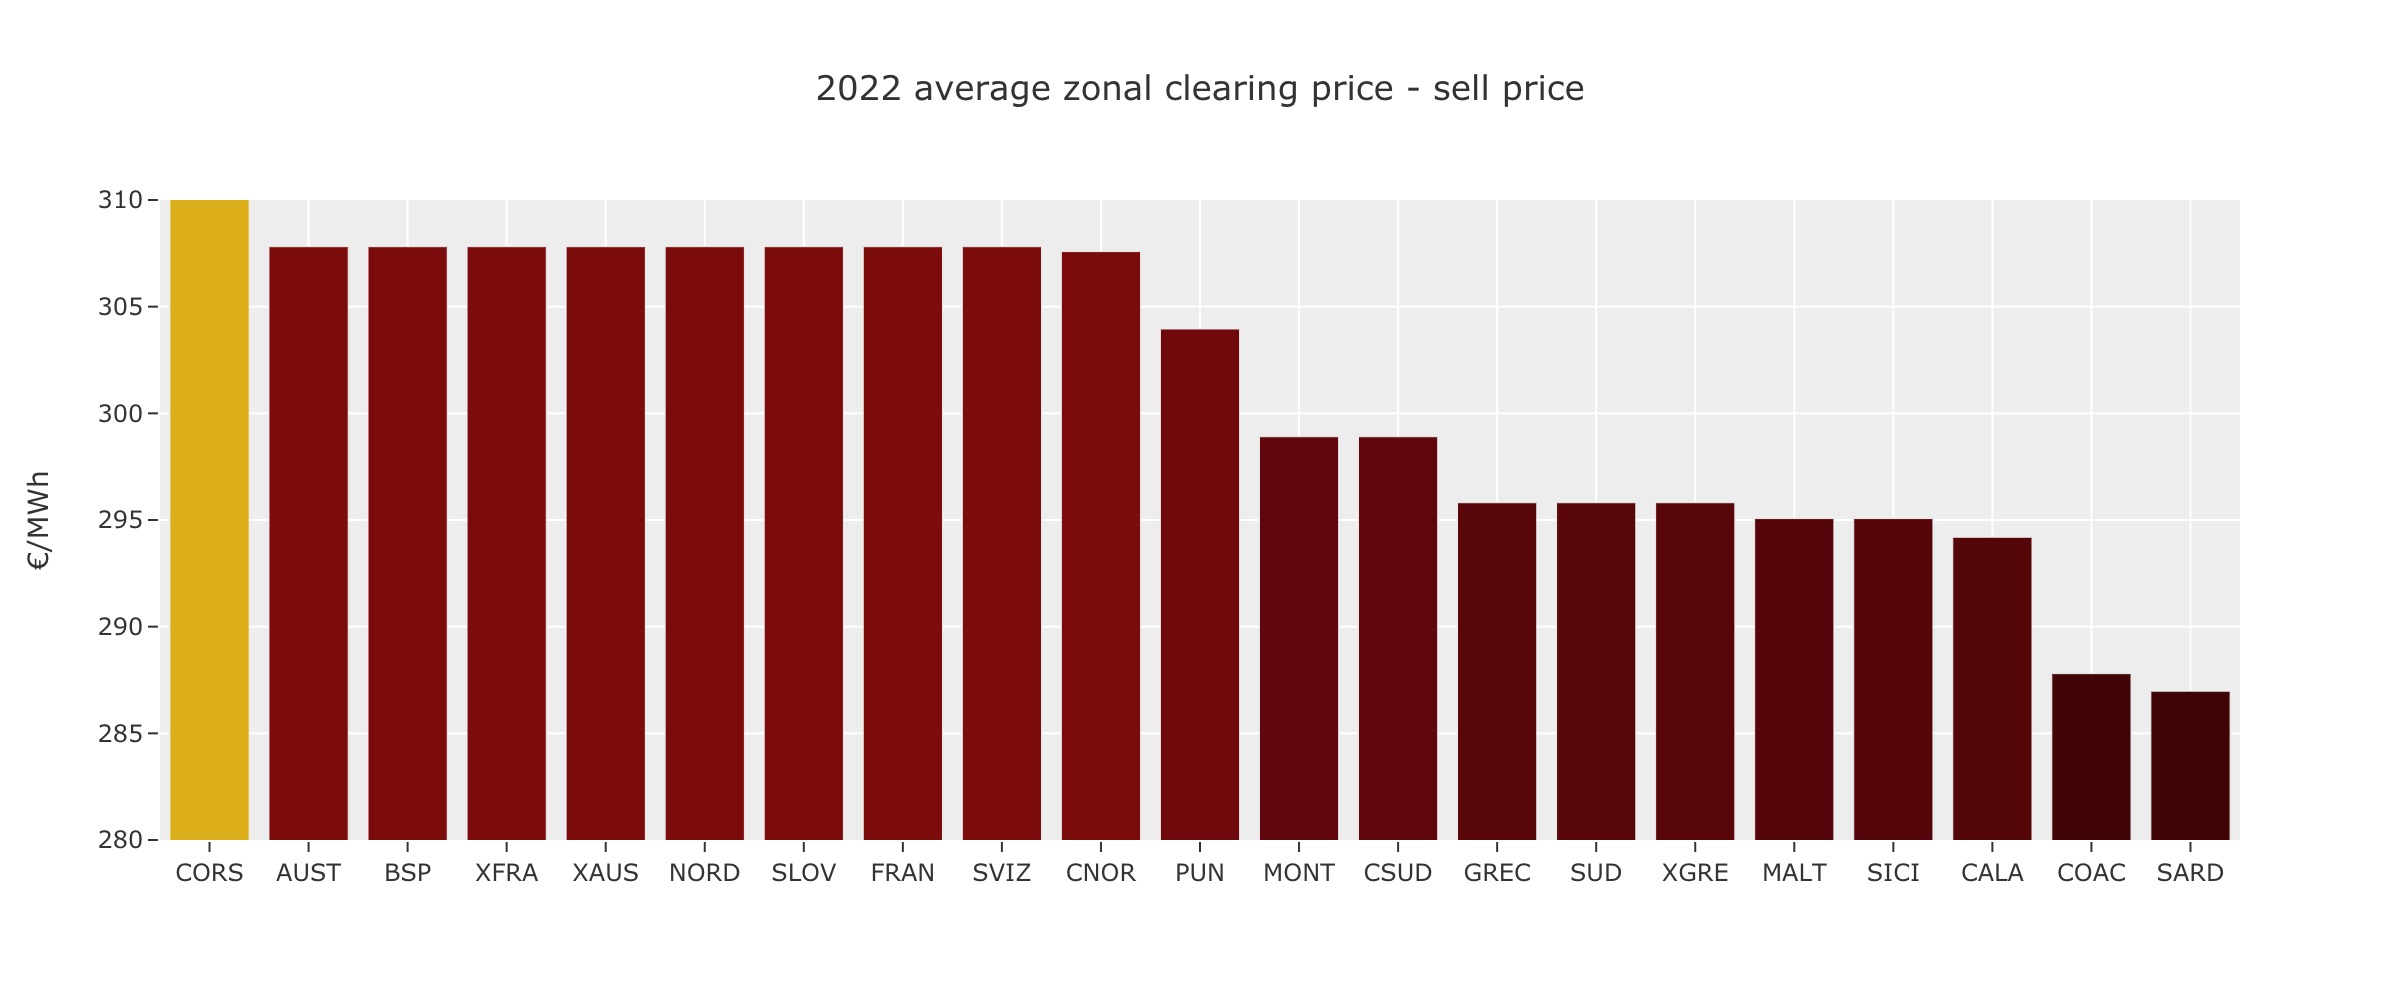 2022 average zonal clearing price - sell price
€/MWh
310
305
300
295
290
285
280
CORS AUST BSP XFRA XAUS NORD SLOV FRAN SVIZ CNOR PUN MONT CSUD GREC SUD XGRE MALT SICI CALA COAC SARD